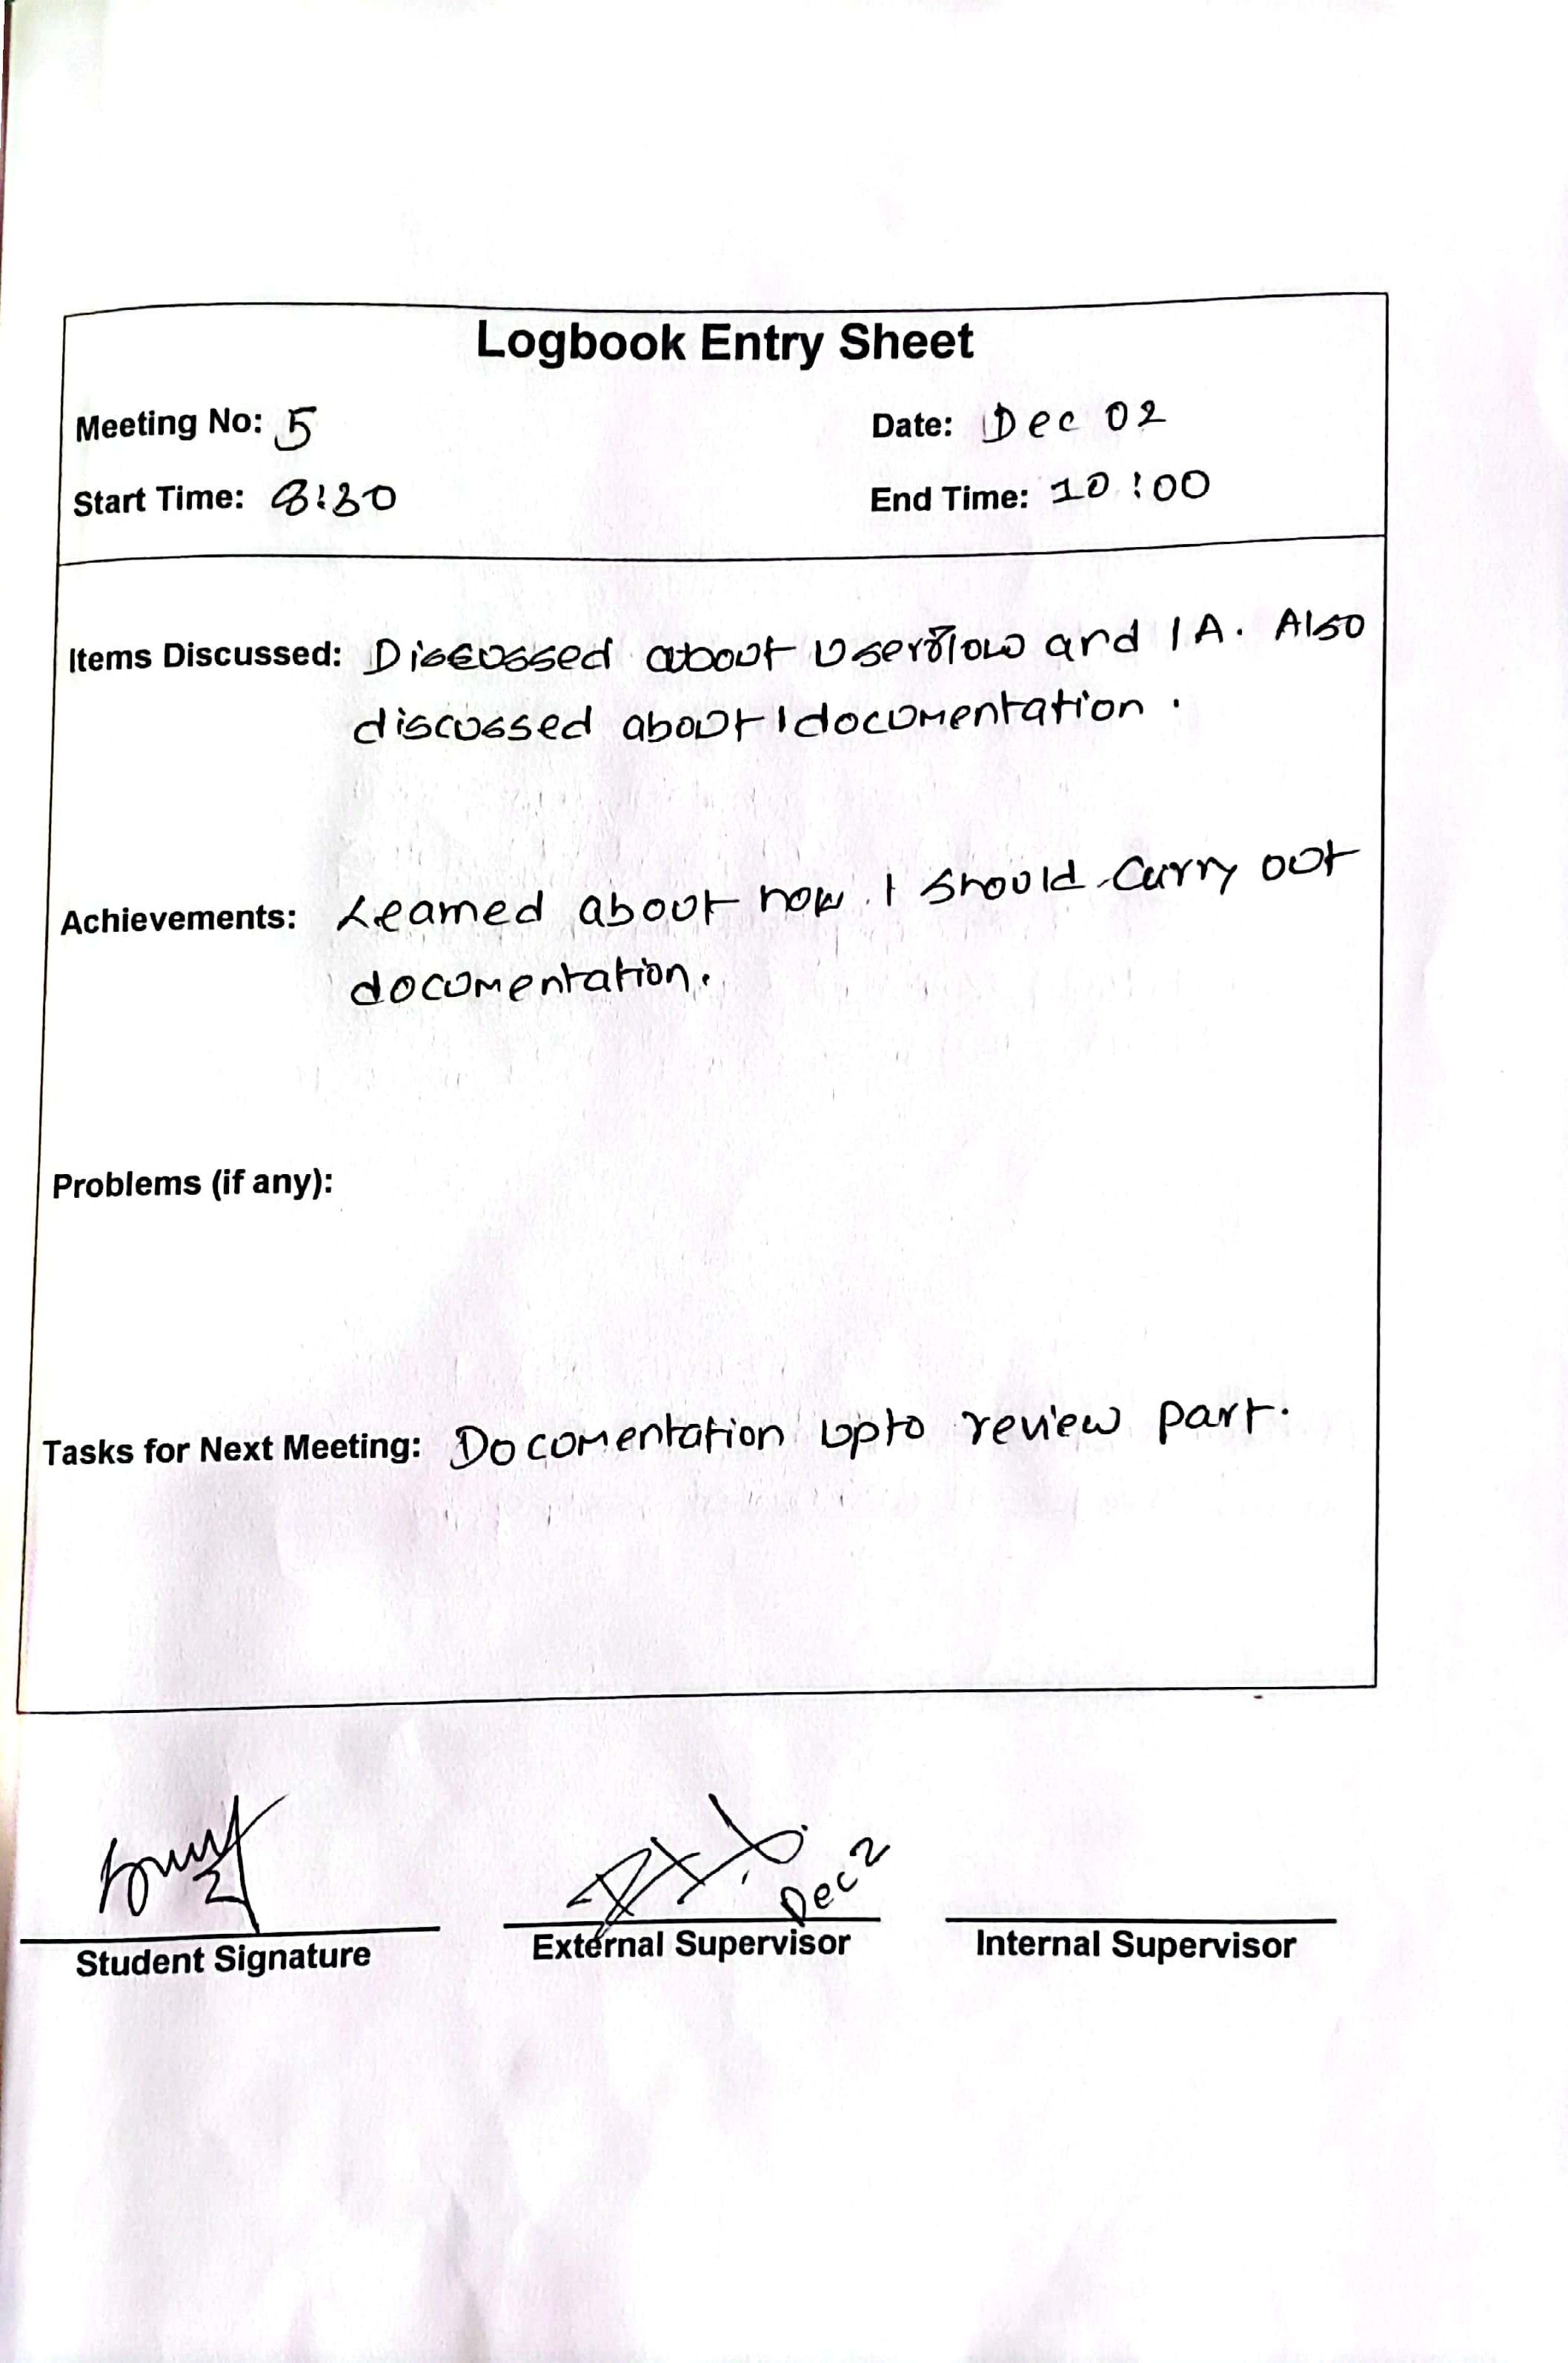 Logbook Entry Sheet
Meeting No: 5 Date: Dec 02
Start Time: 8:30 End Time: 10:00
Items Discussed: Discussed about Userflow and IA. Also
discussed about documentation.
Achievements: Learned about how I should carry out
documentation.
Problems (if any):
Tasks for Next Meeting: Documentation upto review part.
Dec 2
Student Signature External Supervisor Internal Supervisor